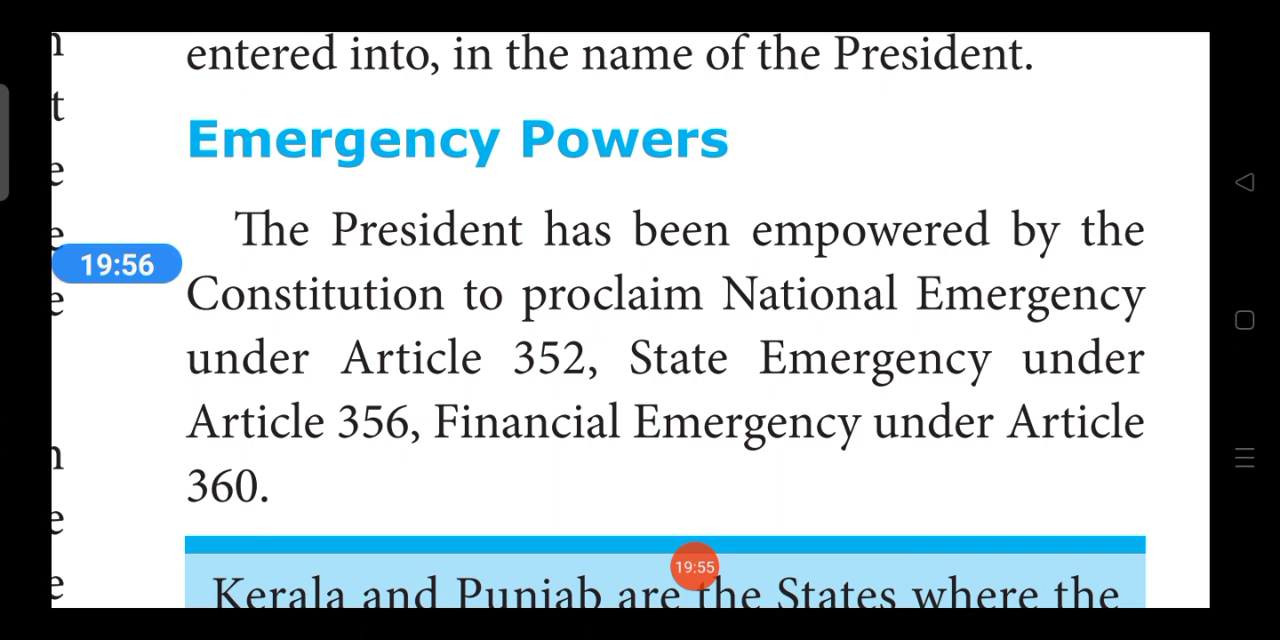 entered into, in the name of the President.
Emergency Powers
The President has been empowered by the
19:56
Constitution to proclaim National Emergency
under Article 352, State Emergency under
Article 356, Financial Emergency under Article
360.
19:55
Kerala and Punjab are the States where the